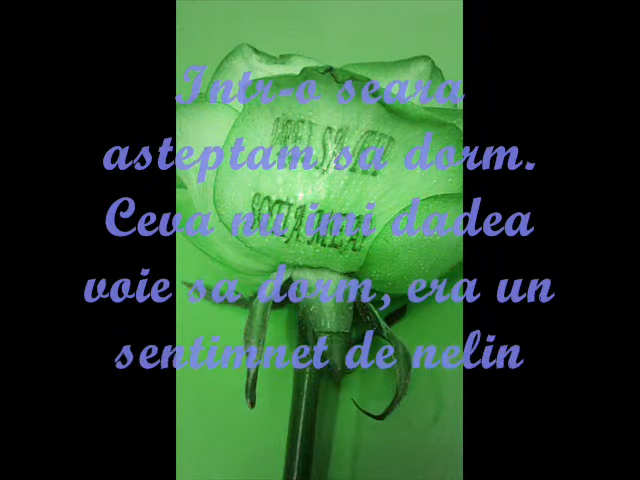 Intr-o seara
asteptam sa dorm.
Ceva nu imi dadea
voie sa dorm, era un
sentimnet de nelin